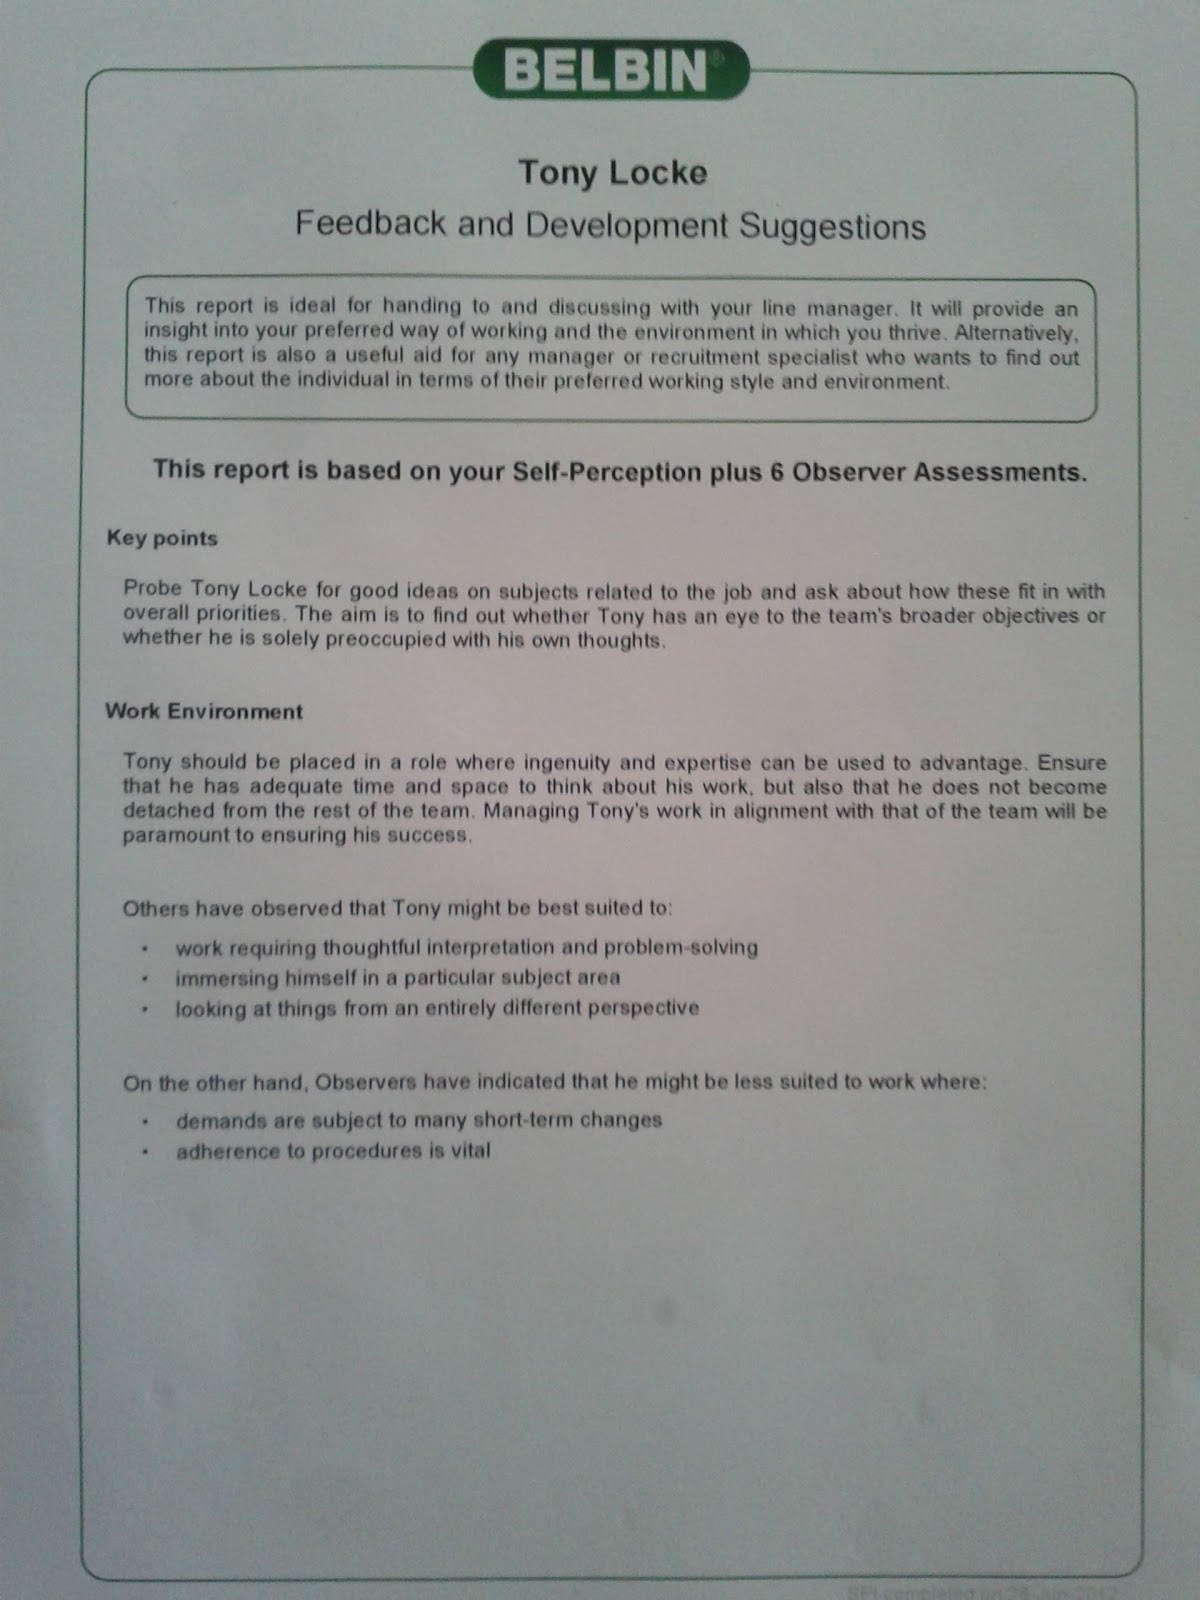 BELBIN®
Tony Locke
Feedback and Development Suggestions
This report is ideal for handing to and discussing with your line manager. It will provide an
insight into your preferred way of working and the environment in which you thrive. Alternatively,
this report is also a useful aid for any manager or recruitment specialist who wants to find out
more about the individual in terms of their preferred working style and environment.
This report is based on your Self-Perception plus 6 Observer Assessments.
Key points
Probe Tony Locke for good ideas on subjects related to the job and ask about how these fit in with
overall priorities. The aim is to find out whether Tony has an eye to the team's broader objectives or
whether he is solely preoccupied with his own thoughts.
Work Environment
Tony should be placed in a role where ingenuity and expertise can be used to advantage. Ensure
that he has adequate time and space to think about his work, but also that he does not become
detached from the rest of the team. Managing Tony's work in alignment with that of the team will be
paramount to ensuring his success.
Others have observed that Tony might be best suited to:
• work requiring thoughtful interpretation and problem-solving
• immersing himself in a particular subject area
• looking at things from an entirely different perspective
On the other hand, Observers have indicated that he might be less suited to work where:
• demands are subject to many short-term changes
• adherence to procedures is vital
SPI completed on